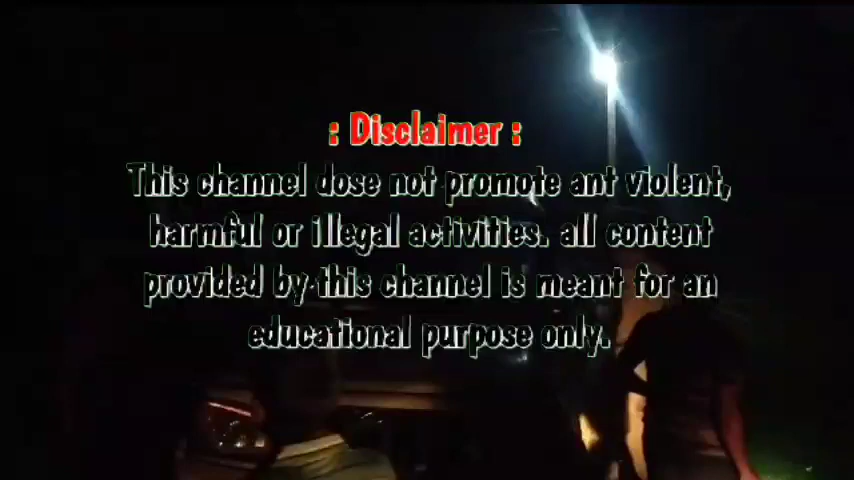 : Disclaimer :
This channel dose not promote ant violent,
harmful or illegal activities. all content
provided by this channel is meant for an
educational purpose only.